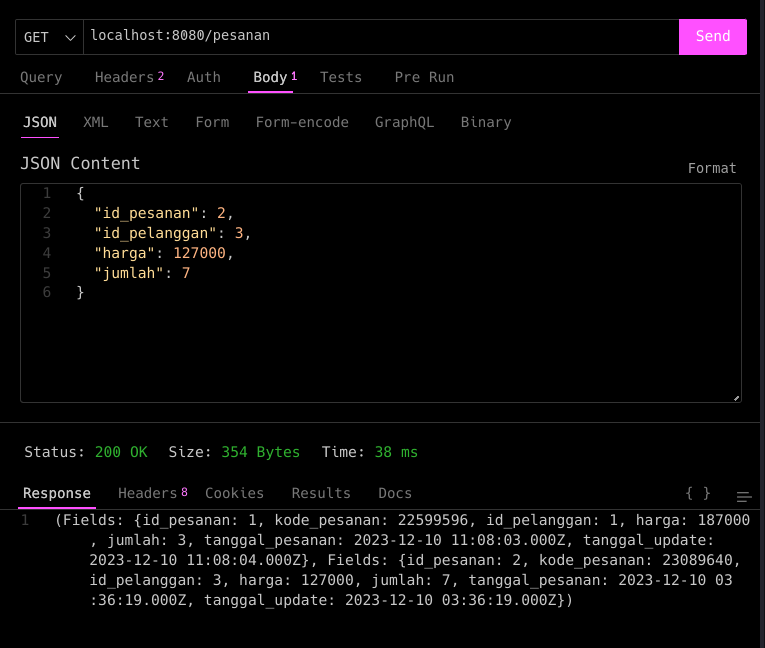 GET localhost:8080/pesanan Send
Query Headers 2 Auth Body 1 Tests Pre Run
JSON XML Text Form Form-encode GraphQL Binary
JSON Content
Format
1 {
2 "id_pesanan": 2,
3 "id_pelanggan": 3,
4 "harga": 127000,
5 "jumlah": 7
6 }
Status: 200 OK Size: 354 Bytes Time: 38 ms
Response Headers 8 Cookies Results Docs { }
1 (Fields: {id_pesanan: 1, kode_pesanan: 22599596, id_pelanggan: 1, harga: 187000
, jumlah: 3, tanggal_pesanan: 2023-12-10 11:08:03.000Z, tanggal_update:
2023-12-10 11:08:04.000Z}, Fields: {id_pesanan: 2, kode_pesanan: 23089640,
id_pelanggan: 3, harga: 127000, jumlah: 7, tanggal_pesanan: 2023-12-10 03
:36:19.000Z, tanggal_update: 2023-12-10 03:36:19.000Z})